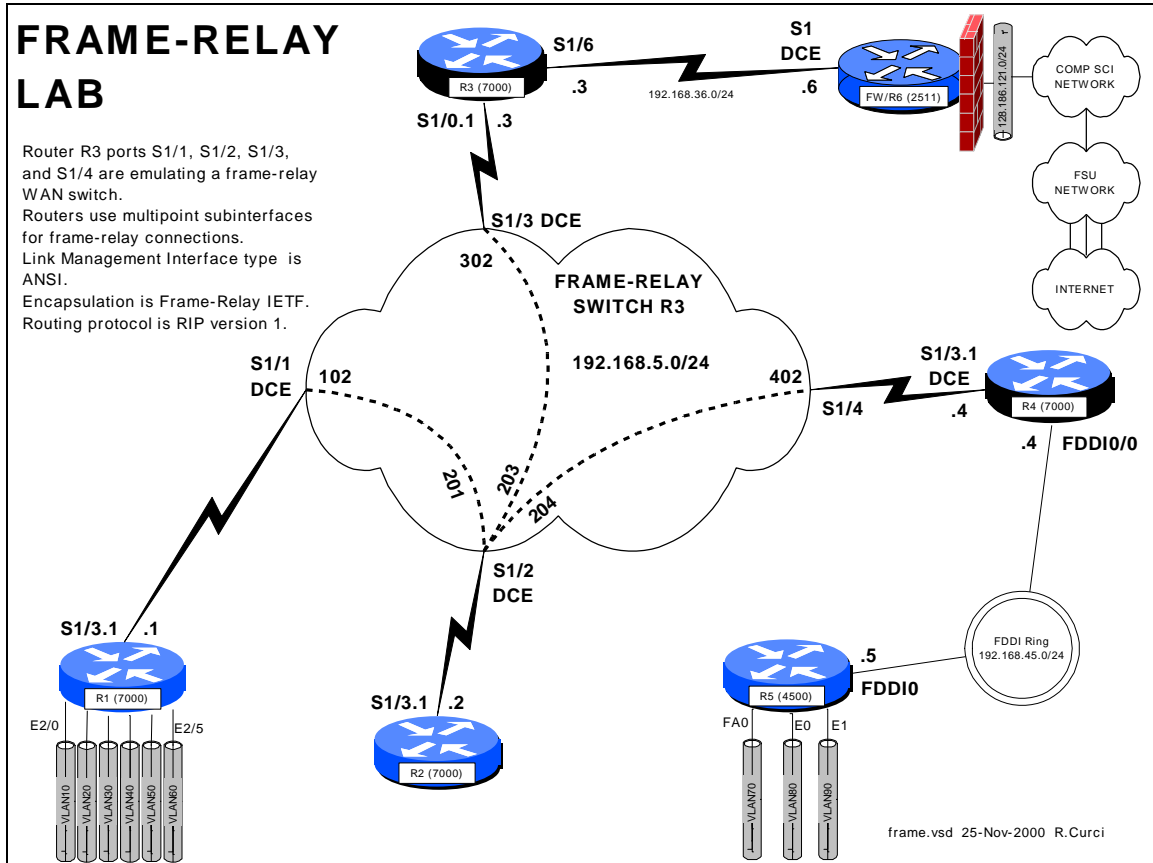 FRAME-RELAY
LAB
Router R3 ports S1/1, S1/2, S1/3,
and S1/4 are emulating a frame-relay
WAN switch.
Routers use multipoint subinterfaces
for frame-relay connections.
Link Management Interface type is
ANSI.
Encapsulation is Frame-Relay IETF.
Routing protocol is RIP version 1.
R3 (7000)
S1/6
.3
192.168.36.0/24
S1
DCE
.6
FW/R6 (2511)
128.186.121.0/24
COMP SCI
NETWORK
FSU
NETWORK
INTERNET
S1/0.1
.3
S1/3 DCE
302
FRAME-RELAY
SWITCH R3
192.168.5.0/24
S1/1
DCE
102
402
S1/4
S1/3.1
DCE
.4
R4 (7000)
.4
FDDI0/0
201
203
204
S1/2
DCE
S1/3.1
.1
R1 (7000)
E2/0
E2/5
VLAN10
VLAN20
VLAN30
VLAN40
VLAN50
VLAN60
S1/3.1
.2
R2 (7000)
FDDI Ring
192.168.45.0/24
.5
FDDI0
R5 (4500)
FA0
E0
E1
VLAN70
VLAN80
VLAN90
frame.vsd 25-Nov-2000 R.Curci